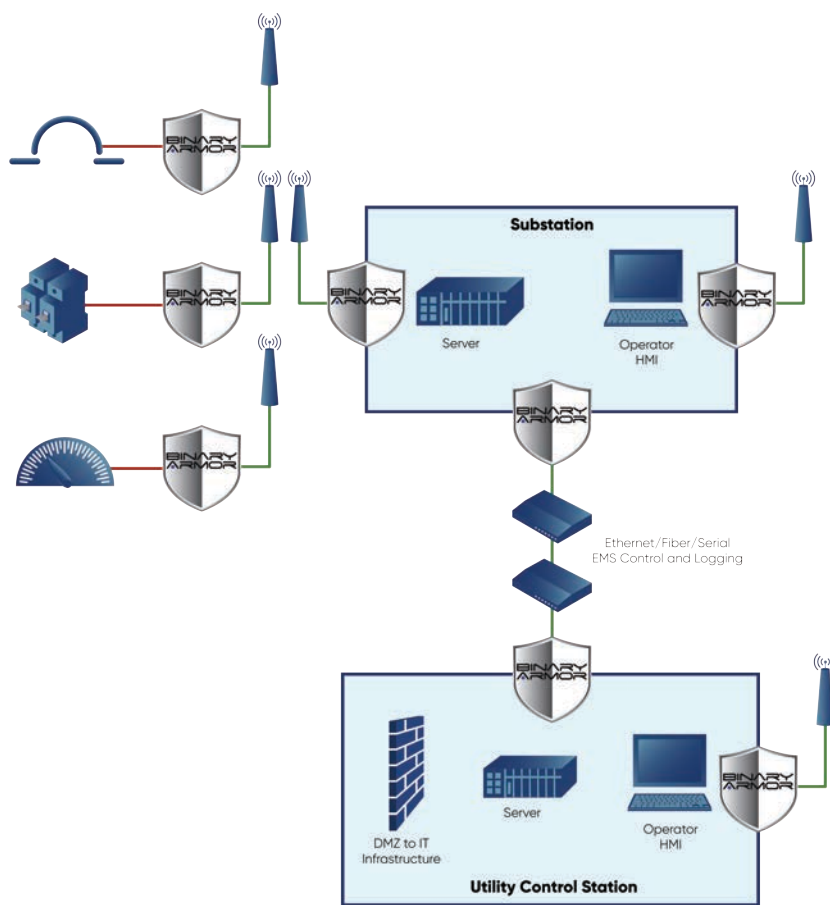 BINARY
ARMOR
BINARY
ARMOR
BINARY
ARMOR
Substation
BINARY
ARMOR
Server
Operator
HMI
BINARY
ARMOR
BINARY
ARMOR
Ethernet/Fiber/Serial
EMS Control and Logging
BINARY
ARMOR
DMZ to IT
Infrastructure
Server
Operator
HMI
BINARY
ARMOR
Utility Control Station